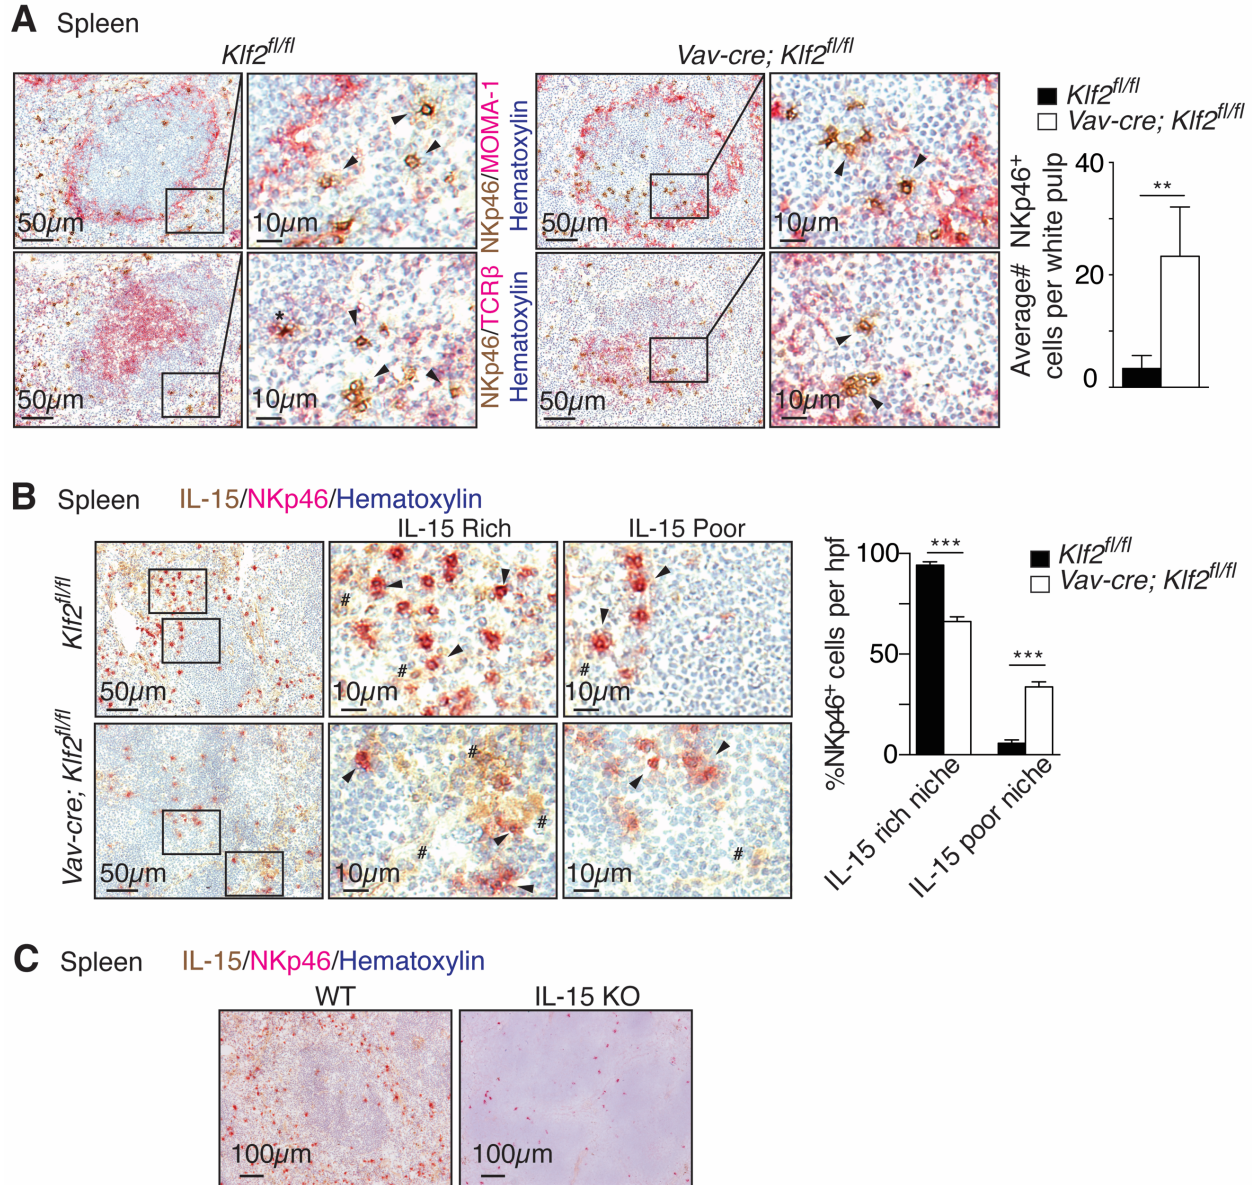 A Spleen
Klf2fl/fl
Vav-cre; Klf2fl/fl
50μm
10μm
NKp46/MOMA-1
Hematoxylin
50μm
10μm
50μm
*
10μm
NKp46/TCRβ
Hematoxylin
50μm
10μm
Klf2fl/fl
Vav-cre; Klf2fl/fl
Average# NKp46+
cells per white pulp
40
20
0
**
B Spleen IL-15/NKp46/Hematoxylin
IL-15 Rich
IL-15 Poor
Klf2fl/fl
50μm
#
#
10μm
#
10μm
Vav-cre; Klf2fl/fl
50μm
#
#
#
10μm
#
10μm
%NKp46+ cells per hpf
100
50
0
***
***
Klf2fl/fl
Vav-cre; Klf2fl/fl
IL-15 rich niche
IL-15 poor niche
C Spleen IL-15/NKp46/Hematoxylin
WT
IL-15 KO
100μm
100μm